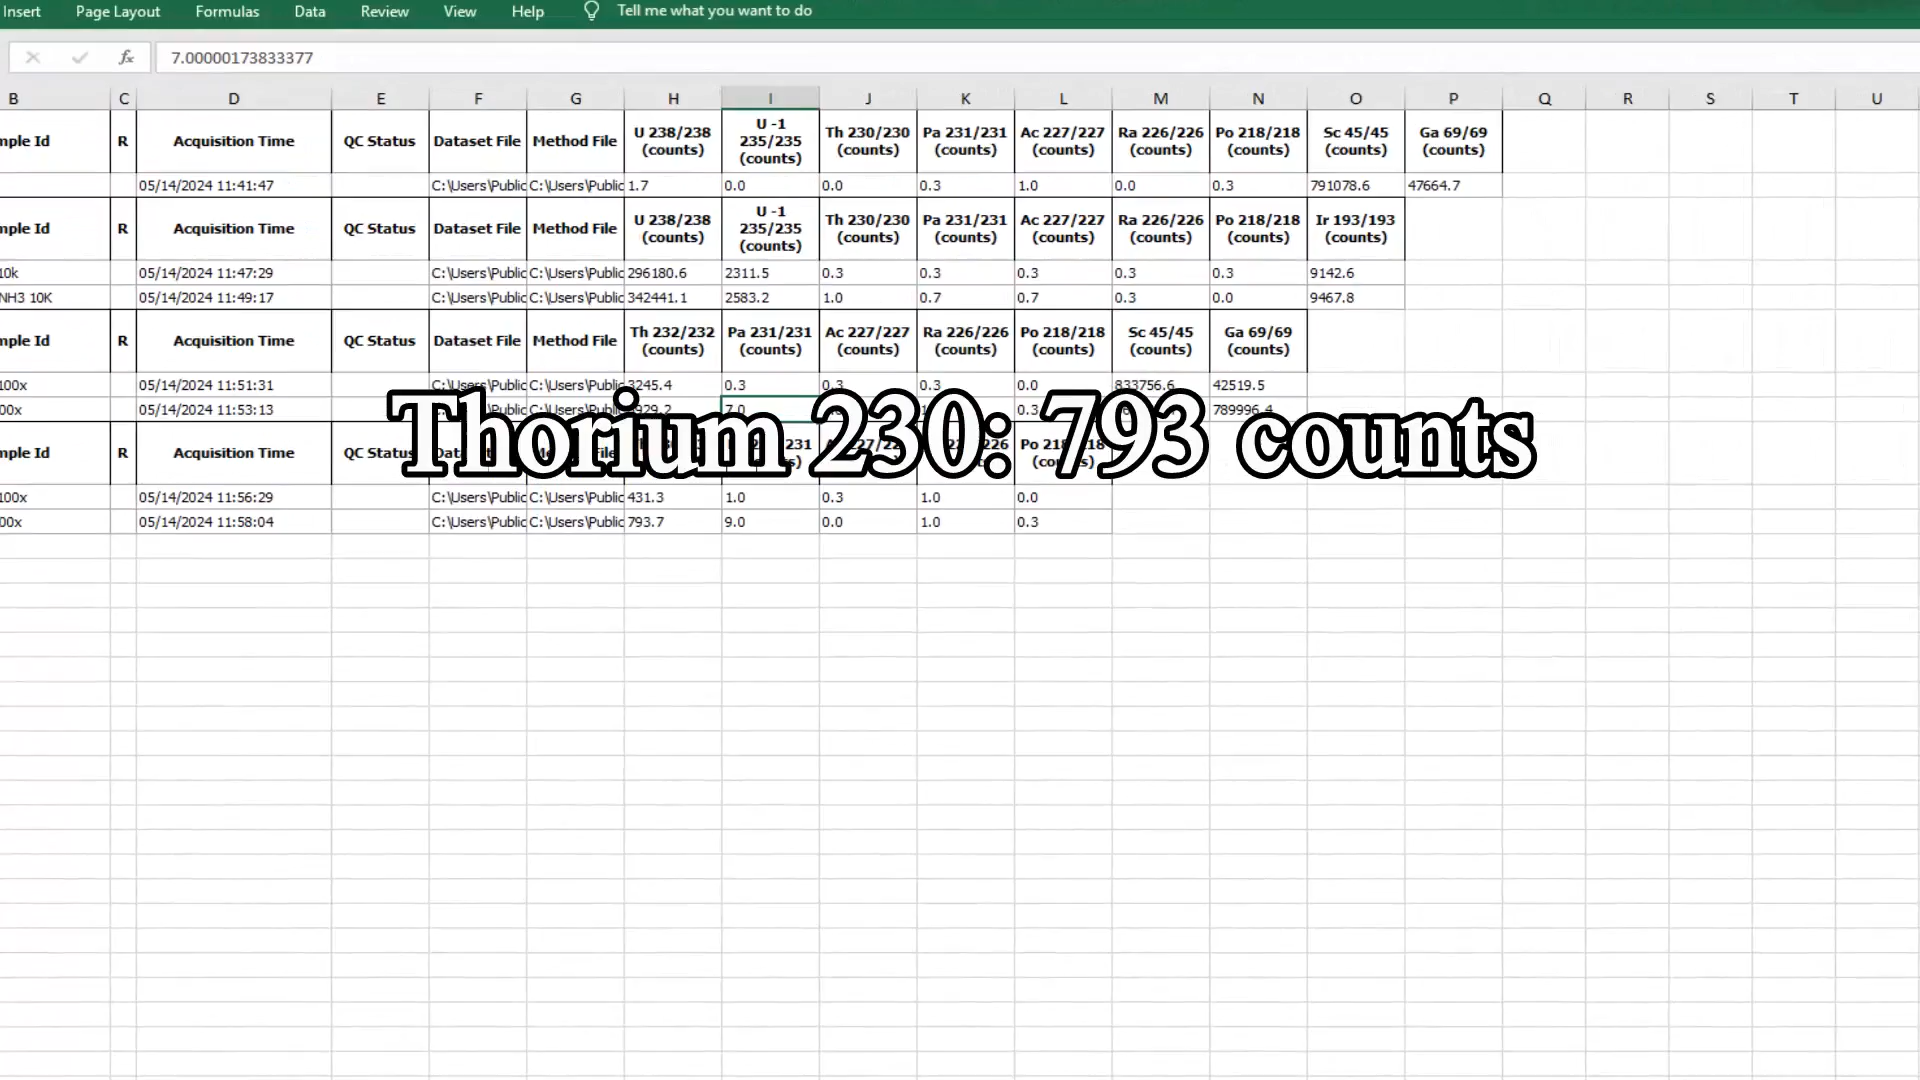 Insert Page Layout Formulas Data Review View Help Tell me what you want to do
fx 7.00000173833377
B C D E F G H I J K L M N O P Q R S T U
mple Id R Acquisition Time QC Status Dataset File Method File U 238/238 (counts) U -1 235/235 (counts) Th 230/230 (counts) Pa 231/231 (counts) Ac 227/227 (counts) Ra 226/226 (counts) Po 218/218 (counts) Sc 45/45 (counts) Ga 69/69 (counts)
05/14/2024 11:41:47 C:\Users\Public C:\Users\Public 1.7 0.0 0.0 0.3 1.0 0.0 0.3 791078.6 47664.7
mple Id R Acquisition Time QC Status Dataset File Method File U 238/238 (counts) U -1 235/235 (counts) Th 230/230 (counts) Pa 231/231 (counts) Ac 227/227 (counts) Ra 226/226 (counts) Po 218/218 (counts) Ir 193/193 (counts)
10k 05/14/2024 11:47:29 C:\Users\Public C:\Users\Public 296180.6 2311.5 0.3 0.3 0.3 0.3 0.3 9142.6
NH3 10K 05/14/2024 11:49:17 C:\Users\Public C:\Users\Public 342441.1 2583.2 1.0 0.7 0.7 0.3 0.0 9467.8
mple Id R Acquisition Time QC Status Dataset File Method File Th 232/232 (counts) Pa 231/231 (counts) Ac 227/227 (counts) Ra 226/226 (counts) Po 218/218 (counts) Sc 45/45 (counts) Ga 69/69 (counts)
100x 05/14/2024 11:51:31 C:\Users\Public C:\Users\Public 3245.4 0.3 0.3 0.3 0.0 833756.6 42519.5
00x 05/14/2024 11:53:13 C:\Users\Public C:\Users\Public 7.0 0.3 789996.4
Thorium 230: 793 counts
mple Id R Acquisition Time QC Status
100x 05/14/2024 11:56:29 C:\Users\Public C:\Users\Public 431.3 1.0 0.3 1.0 0.0
00x 05/14/2024 11:58:04 C:\Users\Public C:\Users\Public 793.7 9.0 0.0 1.0 0.3